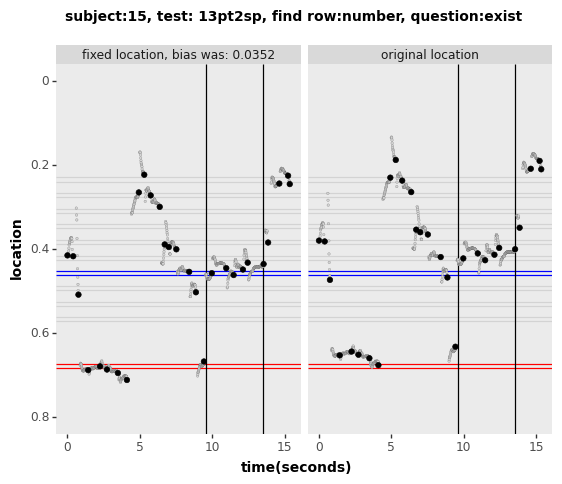 subject:15, test: 13pt2sp, find row:number, question:exist
fixed location, bias was: 0.0352
original location
location
0
0.2
0.4
0.6
0.8
0
5
10
15
0
5
10
15
time(seconds)